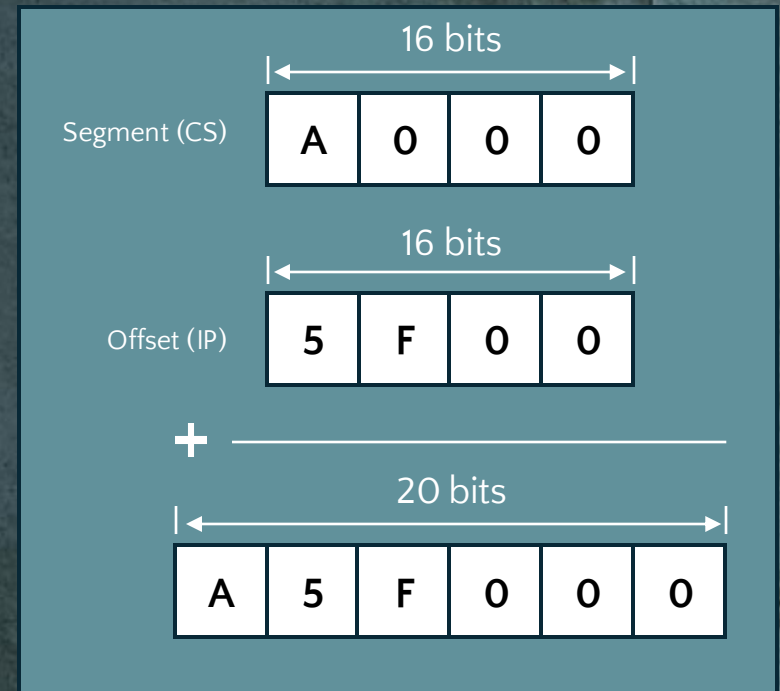 16 bits
Segment (CS) A 0 0 0
16 bits
Offset (IP) 5 F 0 0
+
20 bits
A 5 F 0 0 0